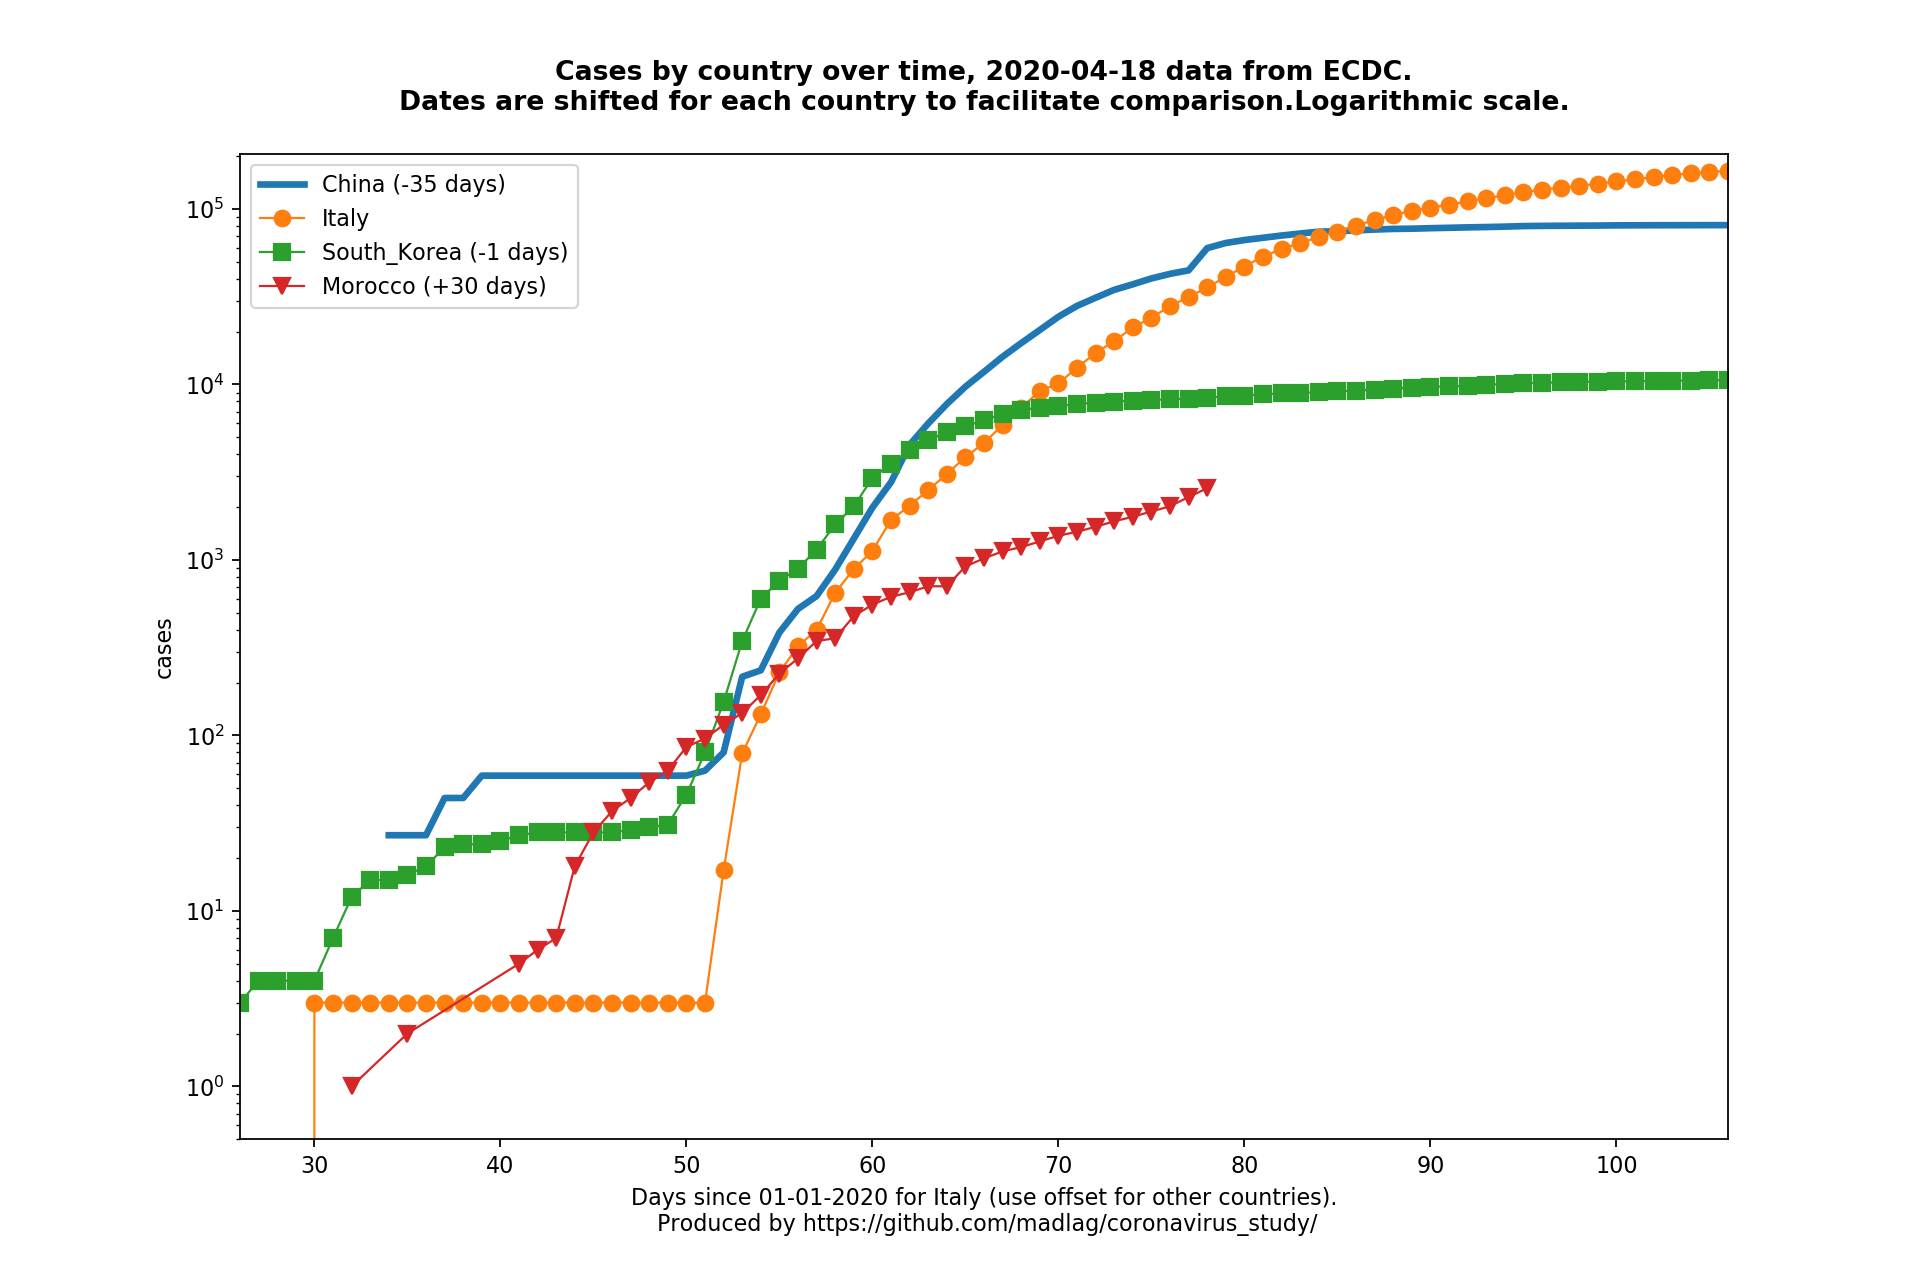 Cases by country over time, 2020-04-18 data from ECDC.
Dates are shifted for each country to facilitate comparison.Logarithmic scale.
China (-35 days)
Italy
South_Korea (-1 days)
Morocco (+30 days)
10⁵
10⁴
10³
10²
10¹
10⁰
cases
30 40 50 60 70 80 90 100
Days since 01-01-2020 for Italy (use offset for other countries).
Produced by https://github.com/madlag/coronavirus_study/